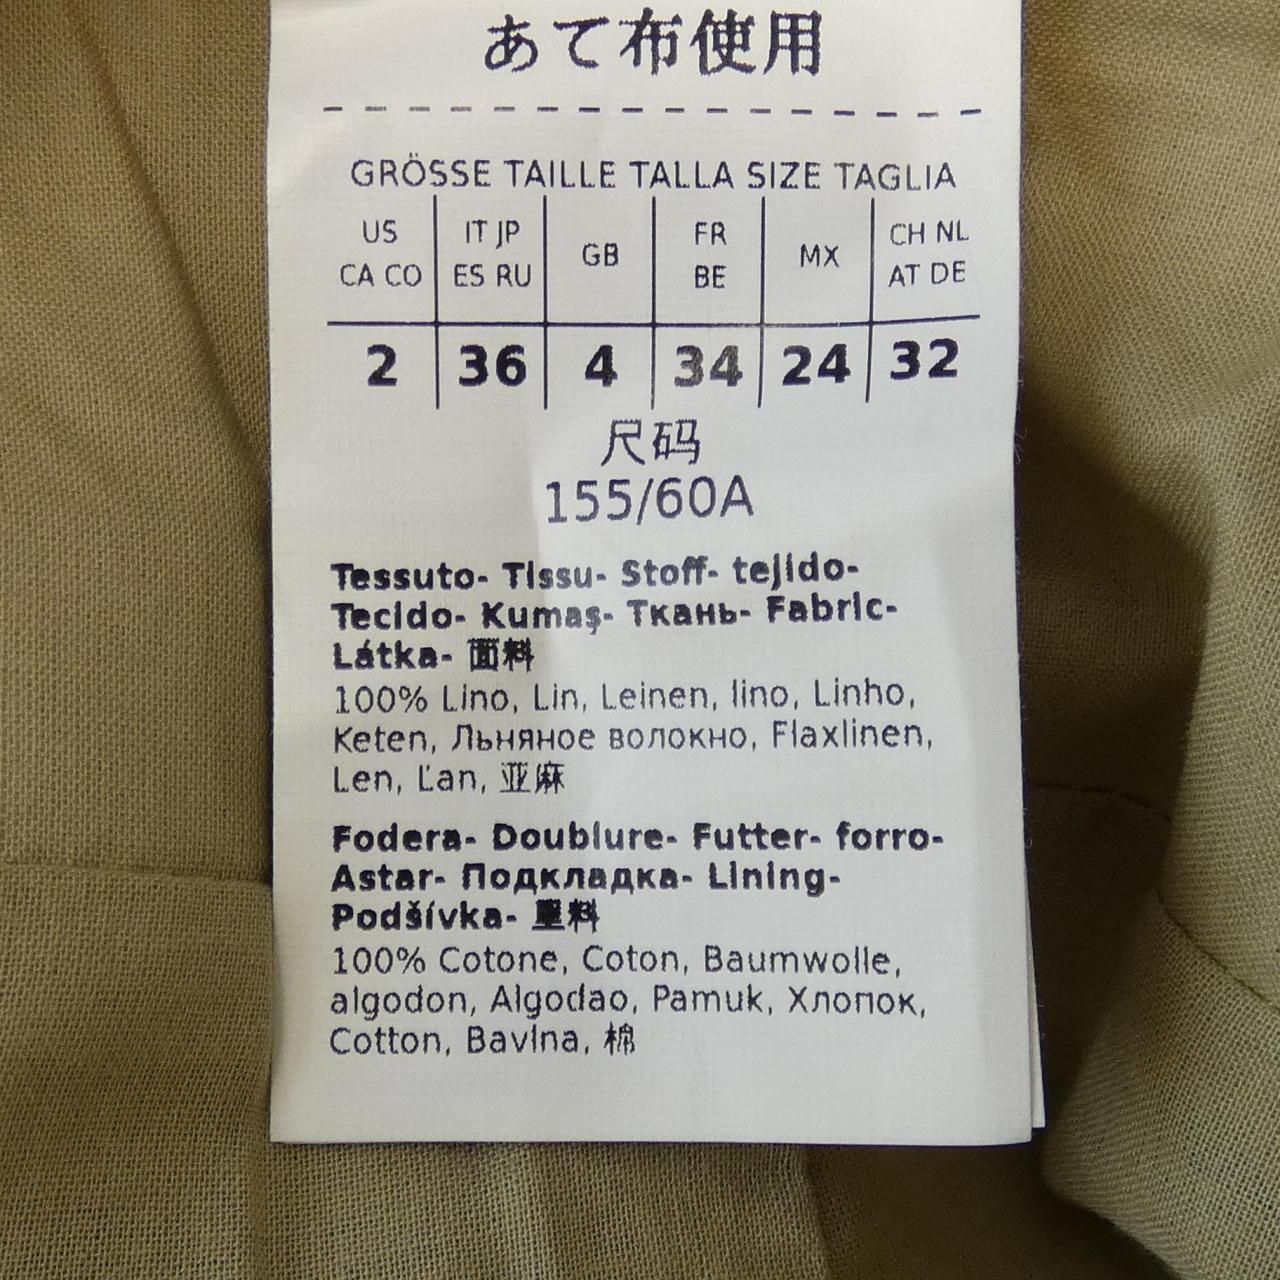 あて布使用
GRÖSSE TAILLE TALLA SIZE TAGLIA
US CA CO
IT JP ES RU
GB
FR BE
MX
CH NL AT DE
2 36 4 34 24 32
尺码
155/60A
Tessuto- Tissu- Stoff- tejido-
Tecido- Kumaş- Ткань- Fabric-
Látka- 面料
100% Lino, Lin, Leinen, lino, Linho,
Keten, Льняное волокно, Flaxlinen,
Len, Ľan, 亚麻
Fodera- Doublure- Futter- forro-
Astar- Подкладка- Lining-
Podšívka- 里料
100% Cotone, Coton, Baumwolle,
algodon, Algodao, Pamuk, Хлопок,
Cotton, Bavlna, 棉